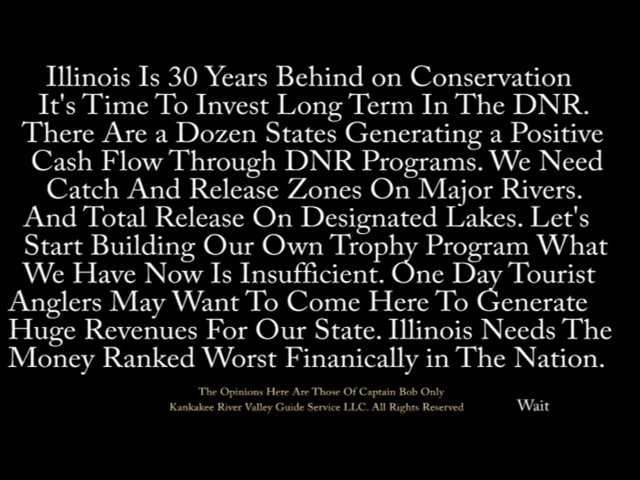 Illinois Is 30 Years Behind on Conservation
It's Time To Invest Long Term In The DNR.
There Are a Dozen States Generating a Positive
Cash Flow Through DNR Programs. We Need
Catch And Release Zones On Major Rivers.
And Total Release On Designated Lakes. Let's
Start Building Our Own Trophy Program What
We Have Now Is Insufficient. One Day Tourist
Anglers May Want To Come Here To Generate
Huge Revenues For Our State. Illinois Needs The
Money Ranked Worst Finanically in The Nation.
The Opinions Here Are Those Of Captain Bob Only
Kankakee River Valley Guide Service LLC. All Rights Reserved
Wait